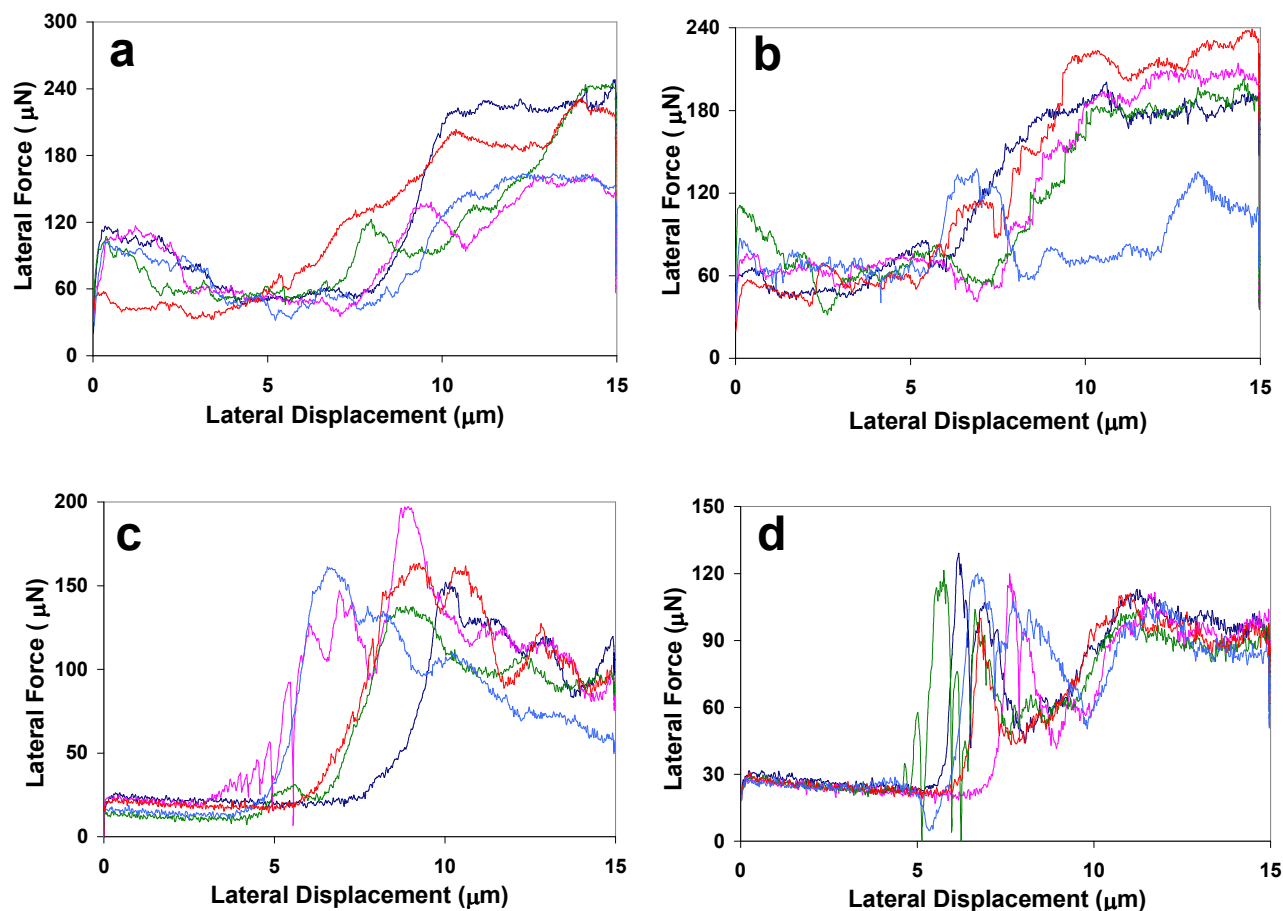 a
300
240
180
120
60
0
Lateral Force ( μN)
0 5 10 15
Lateral Displacement (μm)
b
240
180
120
60
0
Lateral Force ( μN)
0 5 10 15
Lateral Displacement (μm)
c
200
150
100
50
0
Lateral Force (μN)
0 5 10 15
Lateral Displacement (μm)
d
150
120
90
60
30
0
Lateral Force (μN)
0 5 10 15
Lateral Displacement (μm)